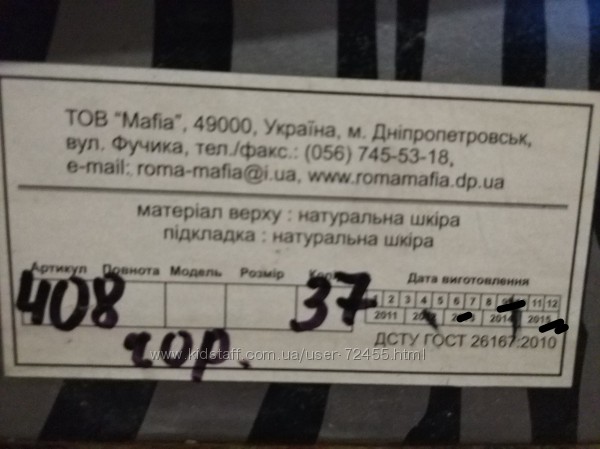 ТОВ "Mafia", 49000, Україна, м. Дніпропетровськ,
вул. Фучика, тел./факс.: (056) 745-53-18,
e-mail: roma-mafia@i.ua, www.romamafia.dp.ua
матеріал верху : натуральна шкіра
підкладка : натуральна шкіра
Артикул Повнота Модель Розмір
408 37
чор.
Дата виготовлення
1 2 3 4 5 6 7 8 9 11 12
2011 2014 2015
ДСТУ ГОСТ 26167:2010
www.kidstaff.com.ua/user-72455.html